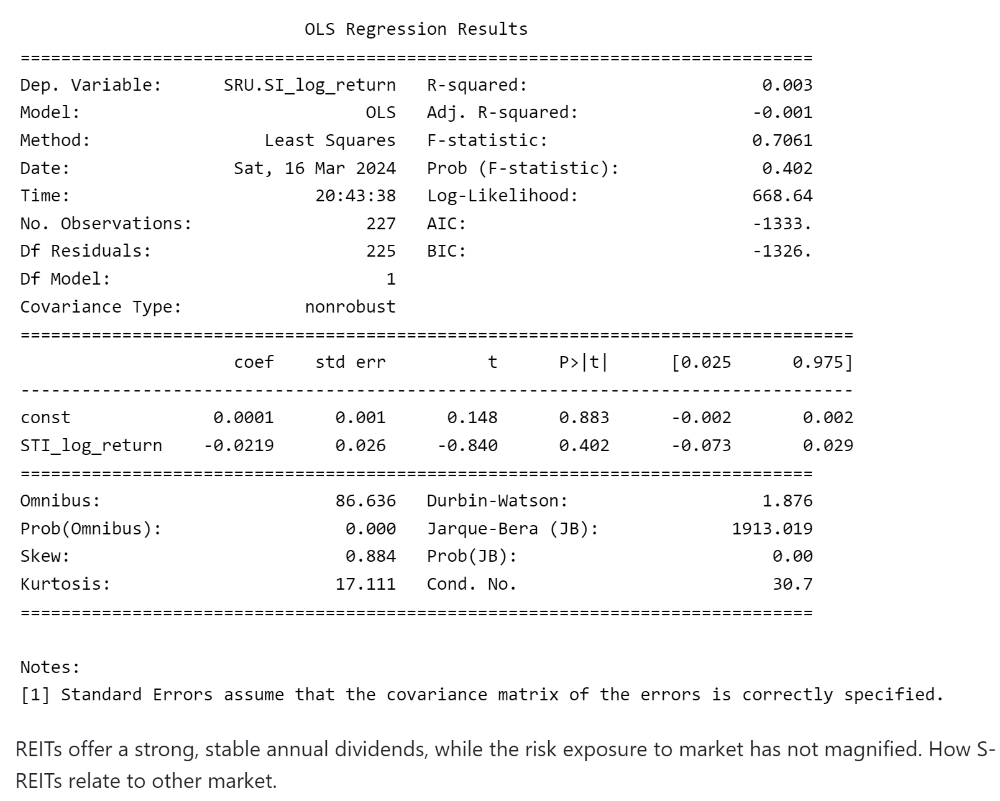 OLS Regression Results
==============================================================================
Dep. Variable:      SRU.SI_log_return   R-squared:                       0.003
Model:                            OLS   Adj. R-squared:                 -0.001
Method:                 Least Squares   F-statistic:                    0.7061
Date:                Sat, 16 Mar 2024   Prob (F-statistic):              0.402
Time:                        20:43:38   Log-Likelihood:                 668.64
No. Observations:                 227   AIC:                            -1333.
Df Residuals:                     225   BIC:                            -1326.
Df Model:                           1
Covariance Type:            nonrobust
==================================================================================
                     coef    std err          t      P>|t|      [0.025      0.975]
----------------------------------------------------------------------------------
const              0.0001      0.001      0.148      0.883      -0.002       0.002
STI_log_return    -0.0219      0.026     -0.840      0.402      -0.073       0.029
==============================================================================
Omnibus:                       86.636   Durbin-Watson:                   1.876
Prob(Omnibus):                  0.000   Jarque-Bera (JB):             1913.019
Skew:                           0.884   Prob(JB):                         0.00
Kurtosis:                      17.111   Cond. No.                         30.7
==============================================================================
Notes:
[1] Standard Errors assume that the covariance matrix of the errors is correctly specified.
REITs offer a strong, stable annual dividends, while the risk exposure to market has not magnified. How S-
REITs relate to other market.